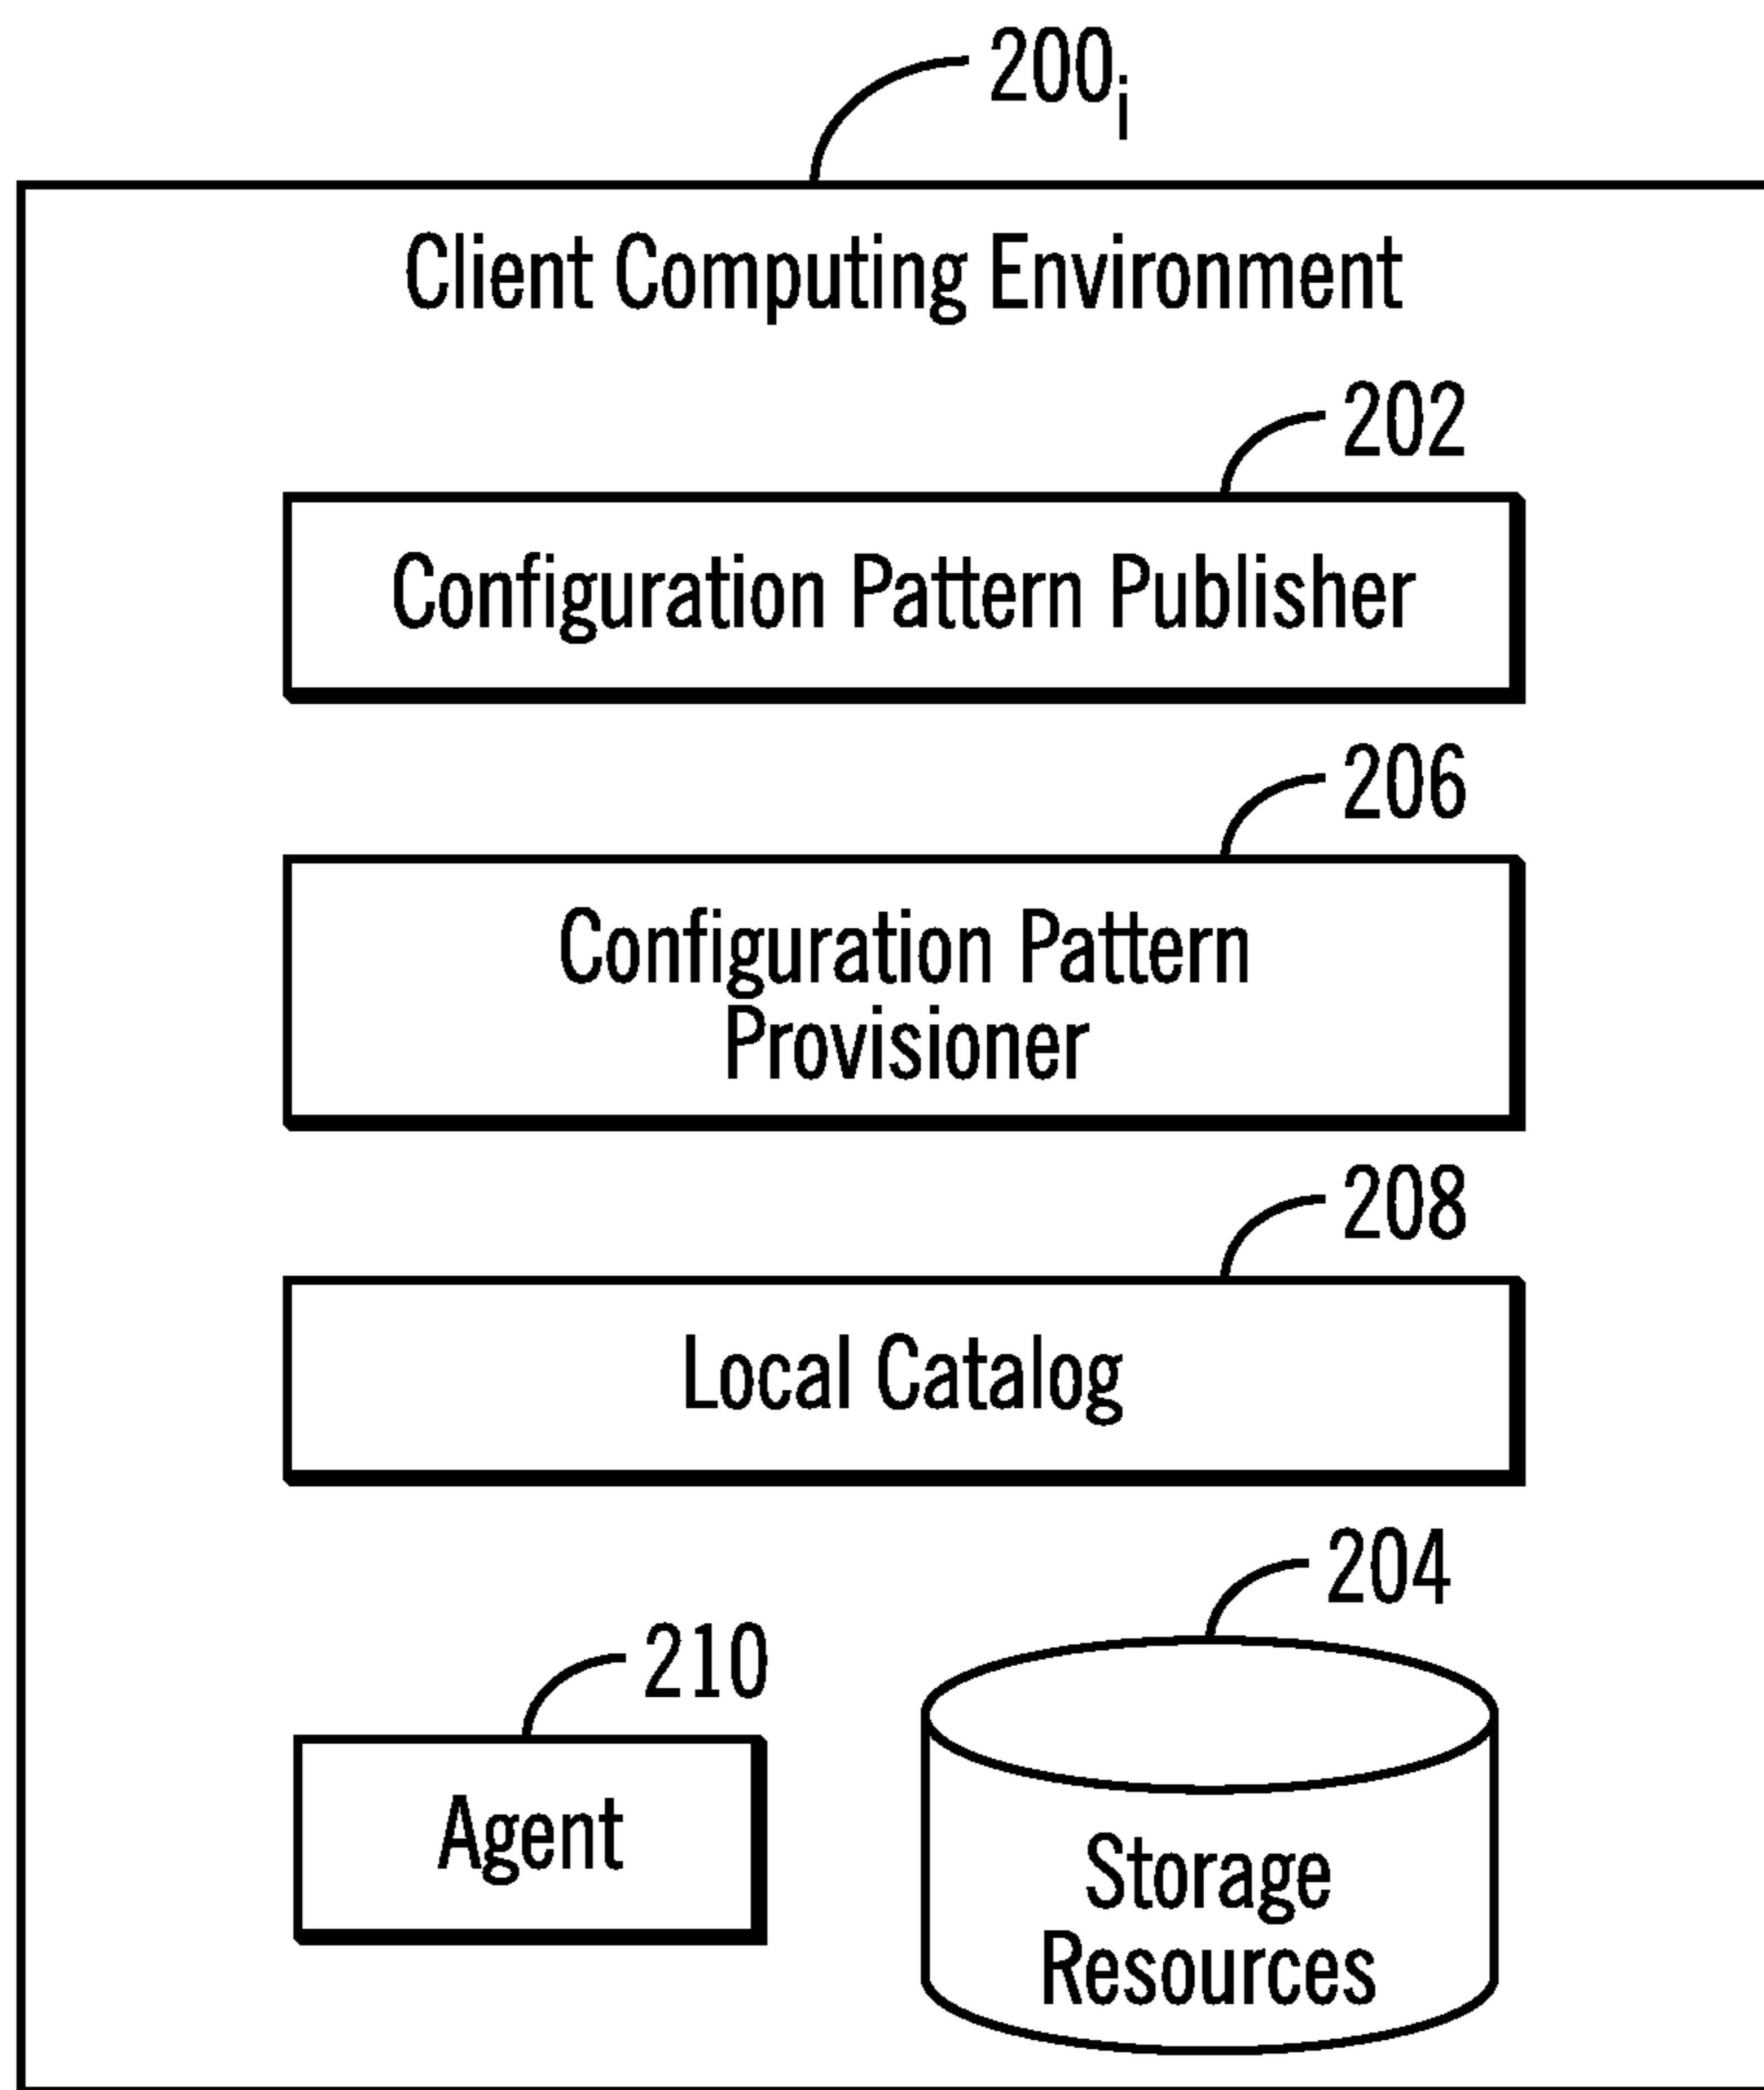 200i
Client Computing Environment
202
Configuration Pattern Publisher
206
Configuration Pattern
Provisioner
208
Local Catalog
204
210
Agent
Storage
Resources